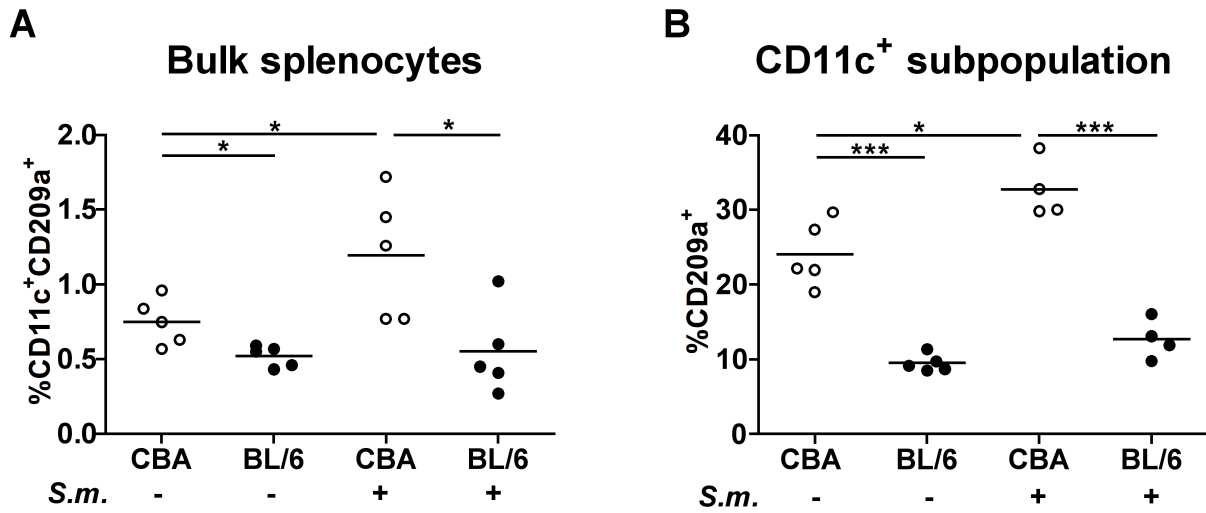 A
Bulk splenocytes
%CD11c⁺CD209a⁺
2.0
1.5
1.0
0.5
0.0
*
*
*
CBA BL/6 CBA BL/6
S.m. - - + +
B
CD11c⁺ subpopulation
%CD209a⁺
40
30
20
10
0
*
***
***
CBA BL/6 CBA BL/6
S.m. - - + +